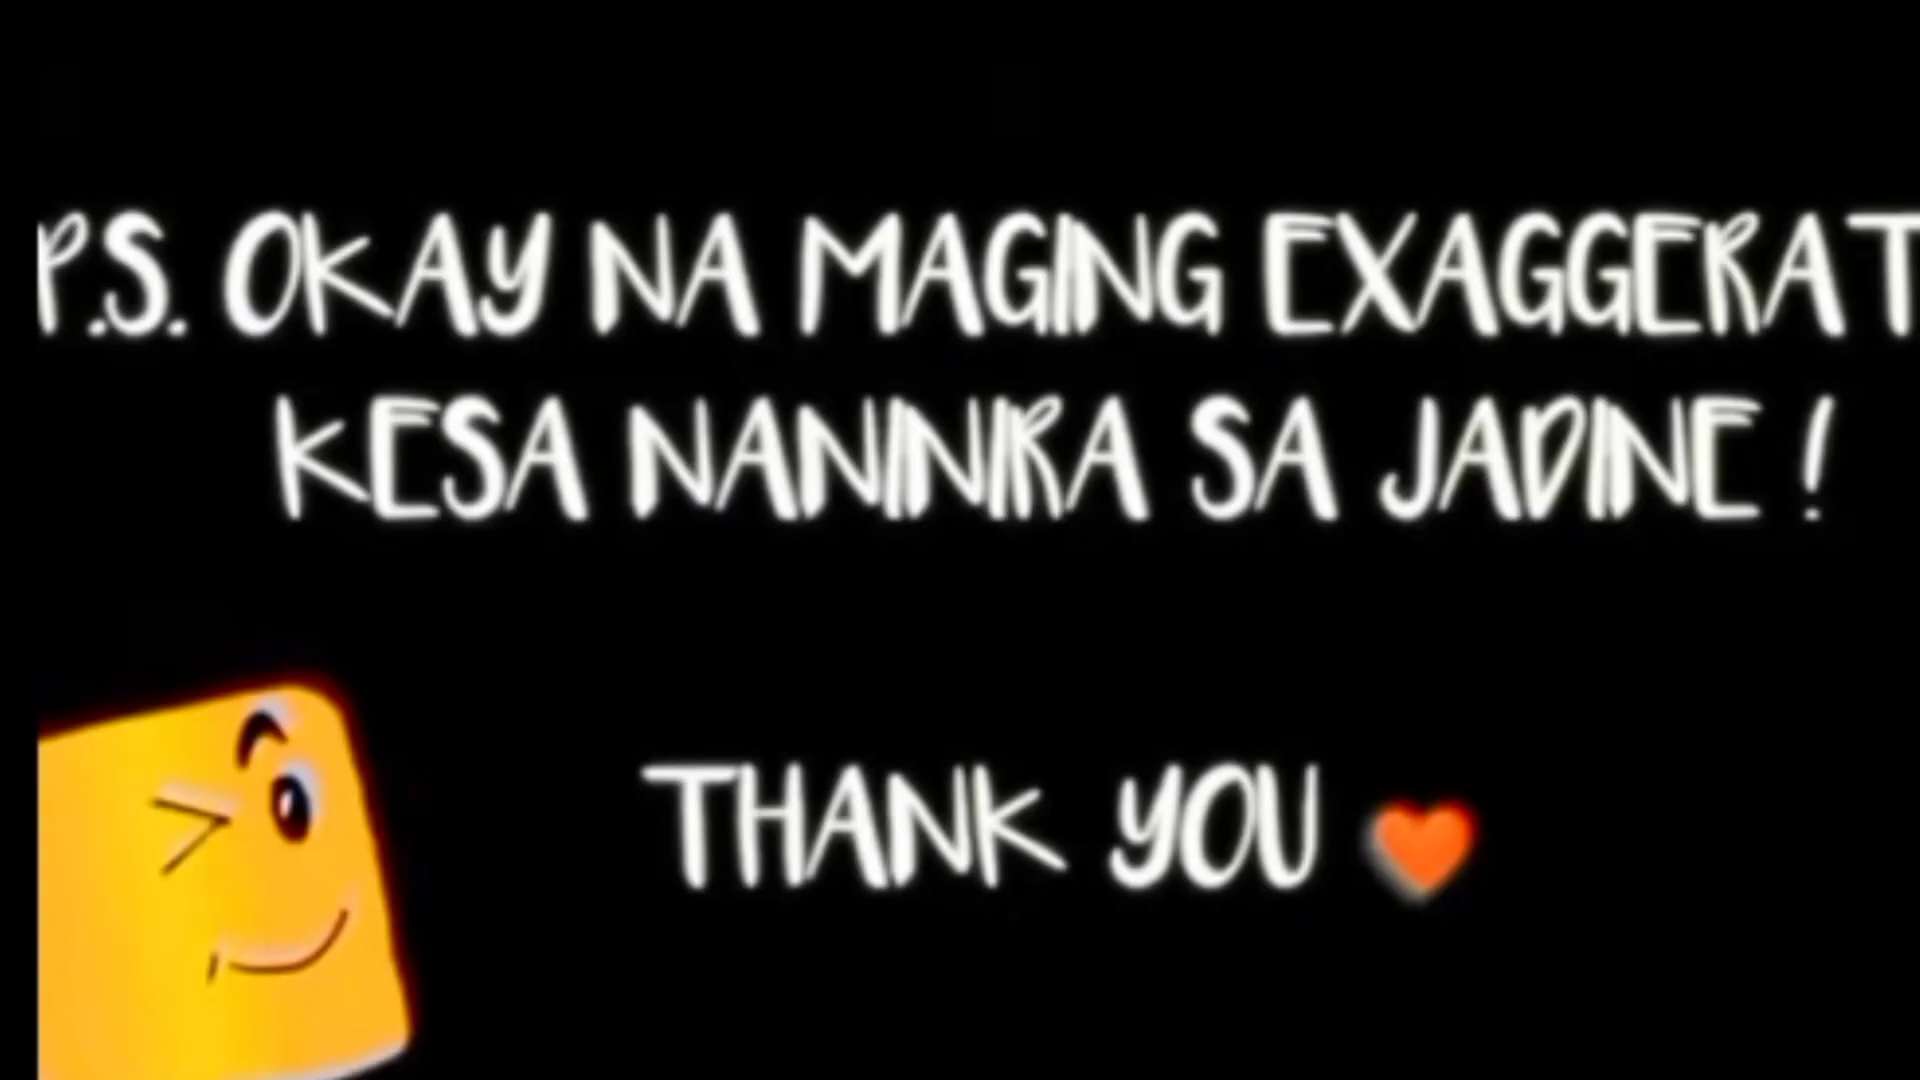 P.S. OKAY NA MAGING EXAGGERAT
KESA NANINIRA SA JADINE !
THANK YOU ❤